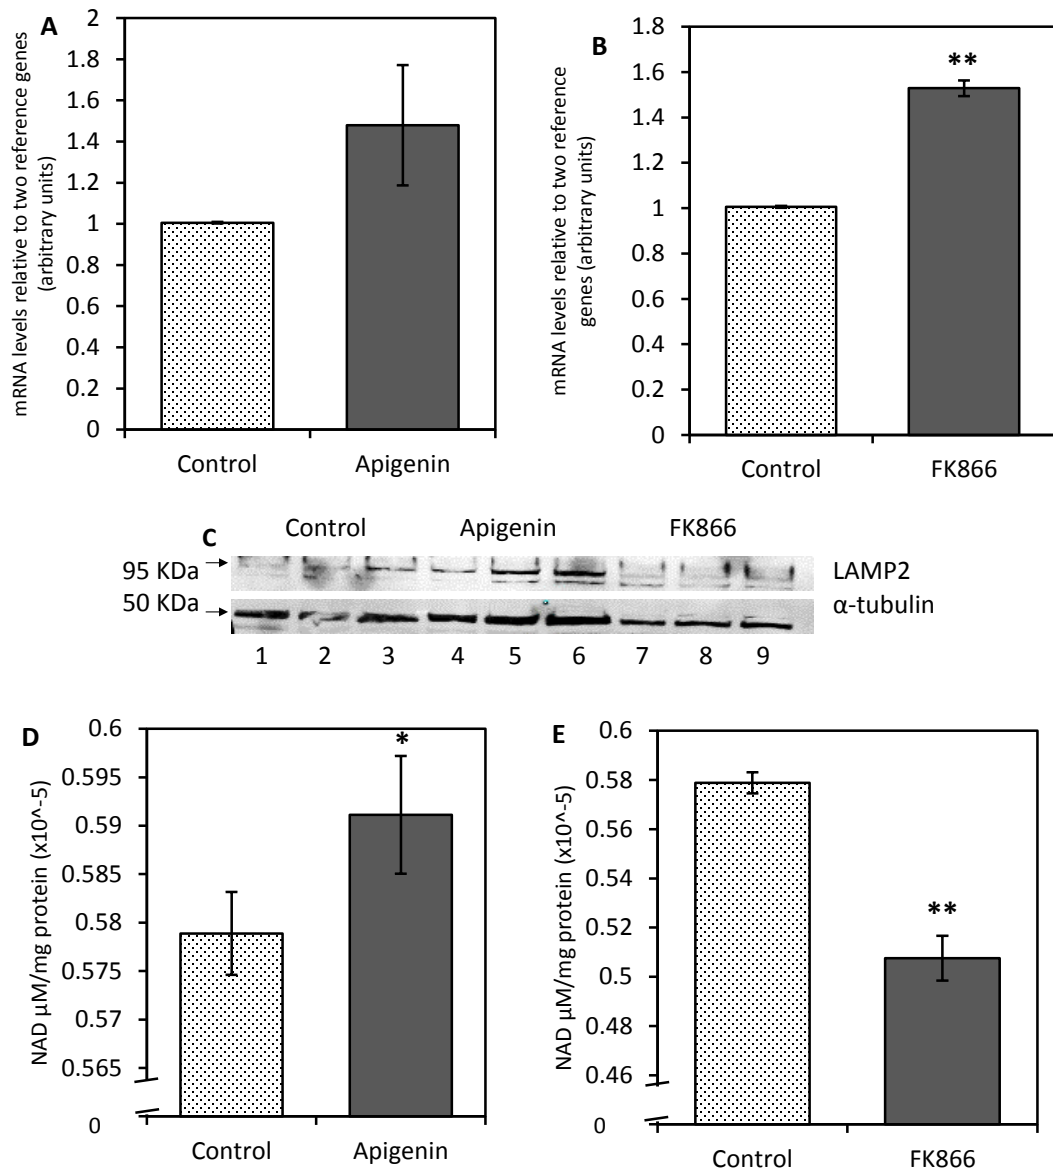 A
mRNA levels relative to two reference genes
(arbitrary units)
2
1.8
1.6
1.4
1.2
1
0.8
0.6
0.4
0.2
0
Control Apigenin
B
mRNA levels relative to two reference
genes (arbitrary units)
1.8
1.6
1.4
1.2
1
0.8
0.6
0.4
0.2
0
**
Control FK866
C
Control Apigenin FK866
95 KDa
LAMP2
50 KDa
α-tubulin
1 2 3 4 5 6 7 8 9
D
NAD µM/mg protein (x10^-5)
0.6
0.595
0.59
0.585
0.58
0.575
0.57
0.565
0
*
Control Apigenin
E
NAD µM/mg protein (x10^-5)
0.6
0.58
0.56
0.54
0.52
0.5
0.48
0.46
0
**
Control FK866